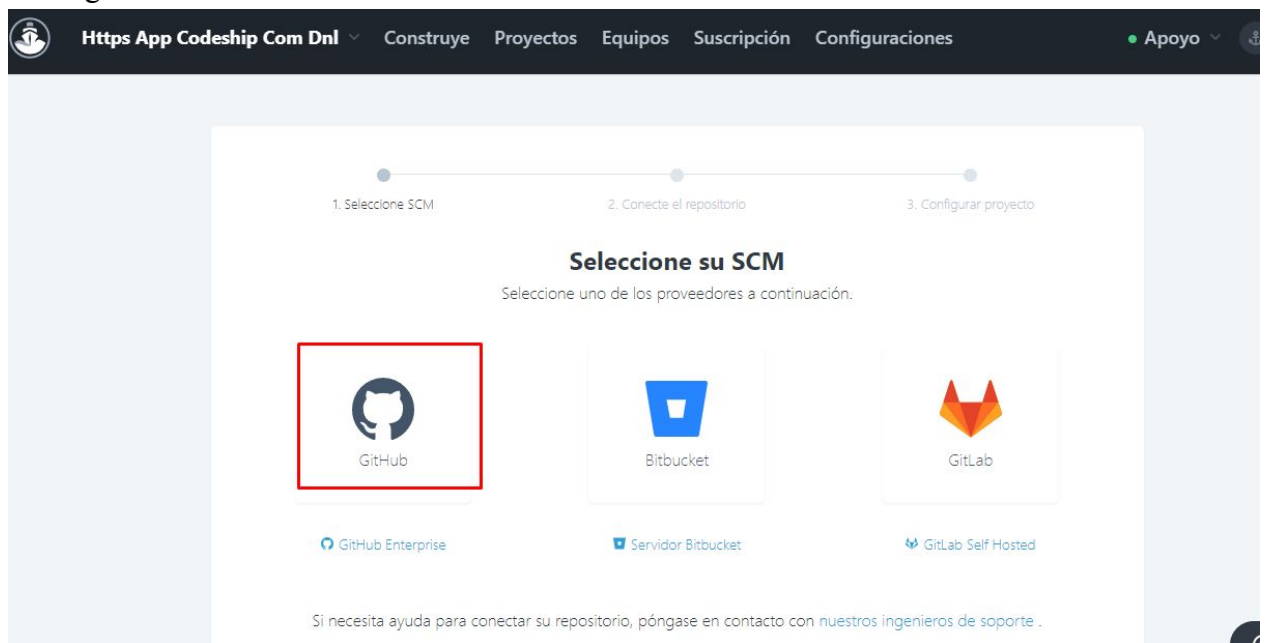 Https App Codeship Com Dnl Construye Proyectos Equipos Suscripción Configuraciones Apoyo
1. Seleccione SCM 2. Conecte el repositorio 3. Configurar proyecto
Seleccione su SCM
Seleccione uno de los proveedores a continuación.
GitHub Bitbucket GitLab
GitHub Enterprise Servidor Bitbucket GitLab Self Hosted
Si necesita ayuda para conectar su repositorio, póngase en contacto con nuestros ingenieros de soporte .